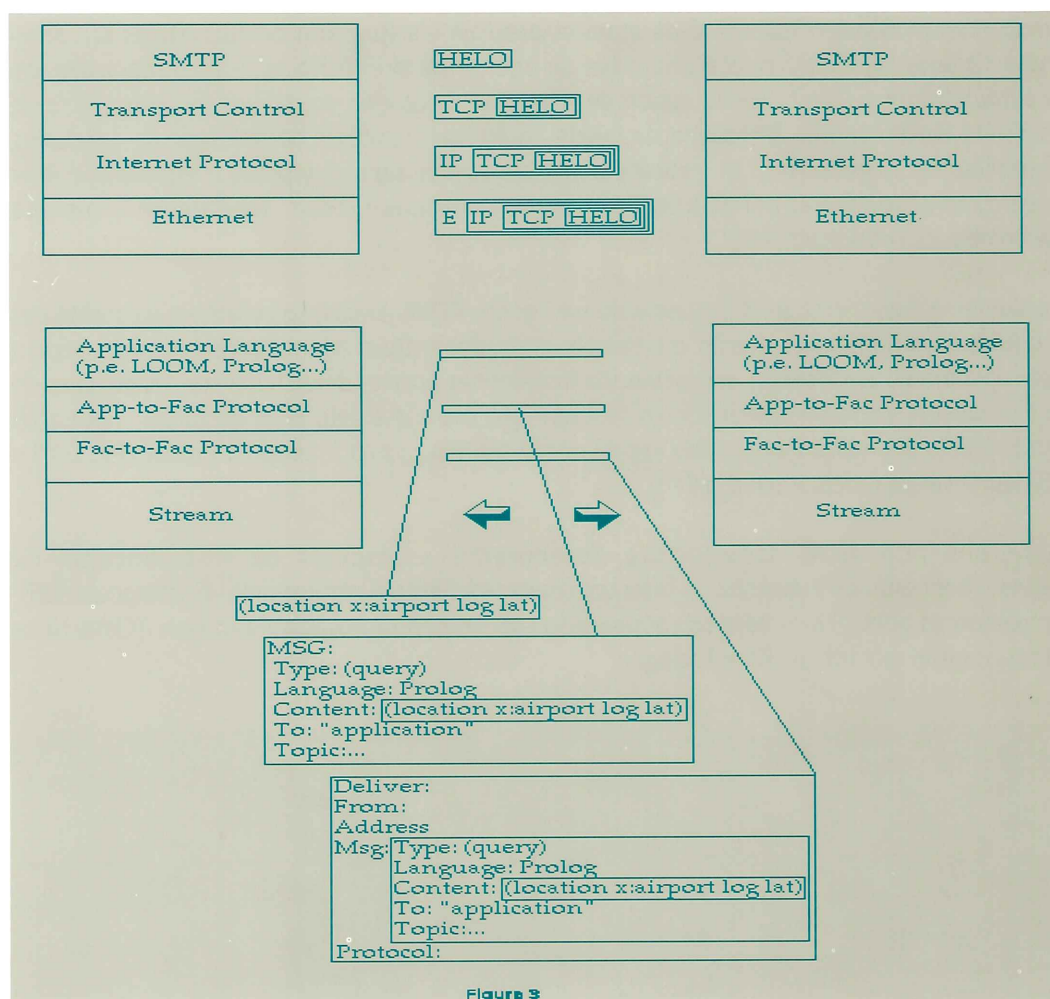 SMTP
HELO
SMTP
Transport Control
TCP HELO
Transport Control
Internet Protocol
IP TCP HELO
Internet Protocol
Ethernet
E IP TCP HELO
Ethernet
Application Language
(p.e. LOOM, Prolog...)
App-to-Fac Protocol
Fac-to-Fac Protocol
Stream
Application Language
(p.e. LOOM, Prolog...)
App-to-Fac Protocol
Fac-to-Fac Protocol
Stream
(location x:airport log lat)
MSG:
Type: (query)
Language: Prolog
Content: (location x:airport log lat)
To: "application"
Topic:...
Deliver:
From:
Address
Msg: Type: (query)
Language: Prolog
Content: (location x:airport log lat)
To: "application"
Topic:...
Protocol:
Figure 3